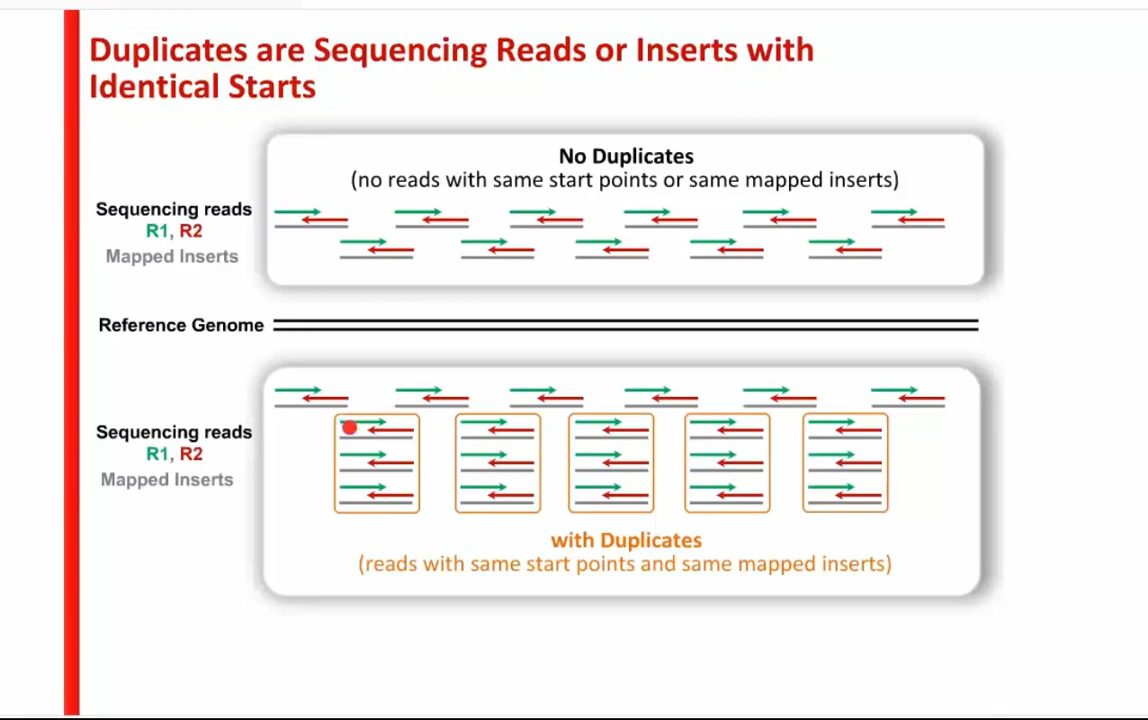 Duplicates are Sequencing Reads or Inserts with
Identical Starts
No Duplicates
(no reads with same start points or same mapped inserts)
Sequencing reads
R1, R2
Mapped Inserts
Reference Genome
Sequencing reads
R1, R2
Mapped Inserts
with Duplicates
(reads with same start points and same mapped inserts)